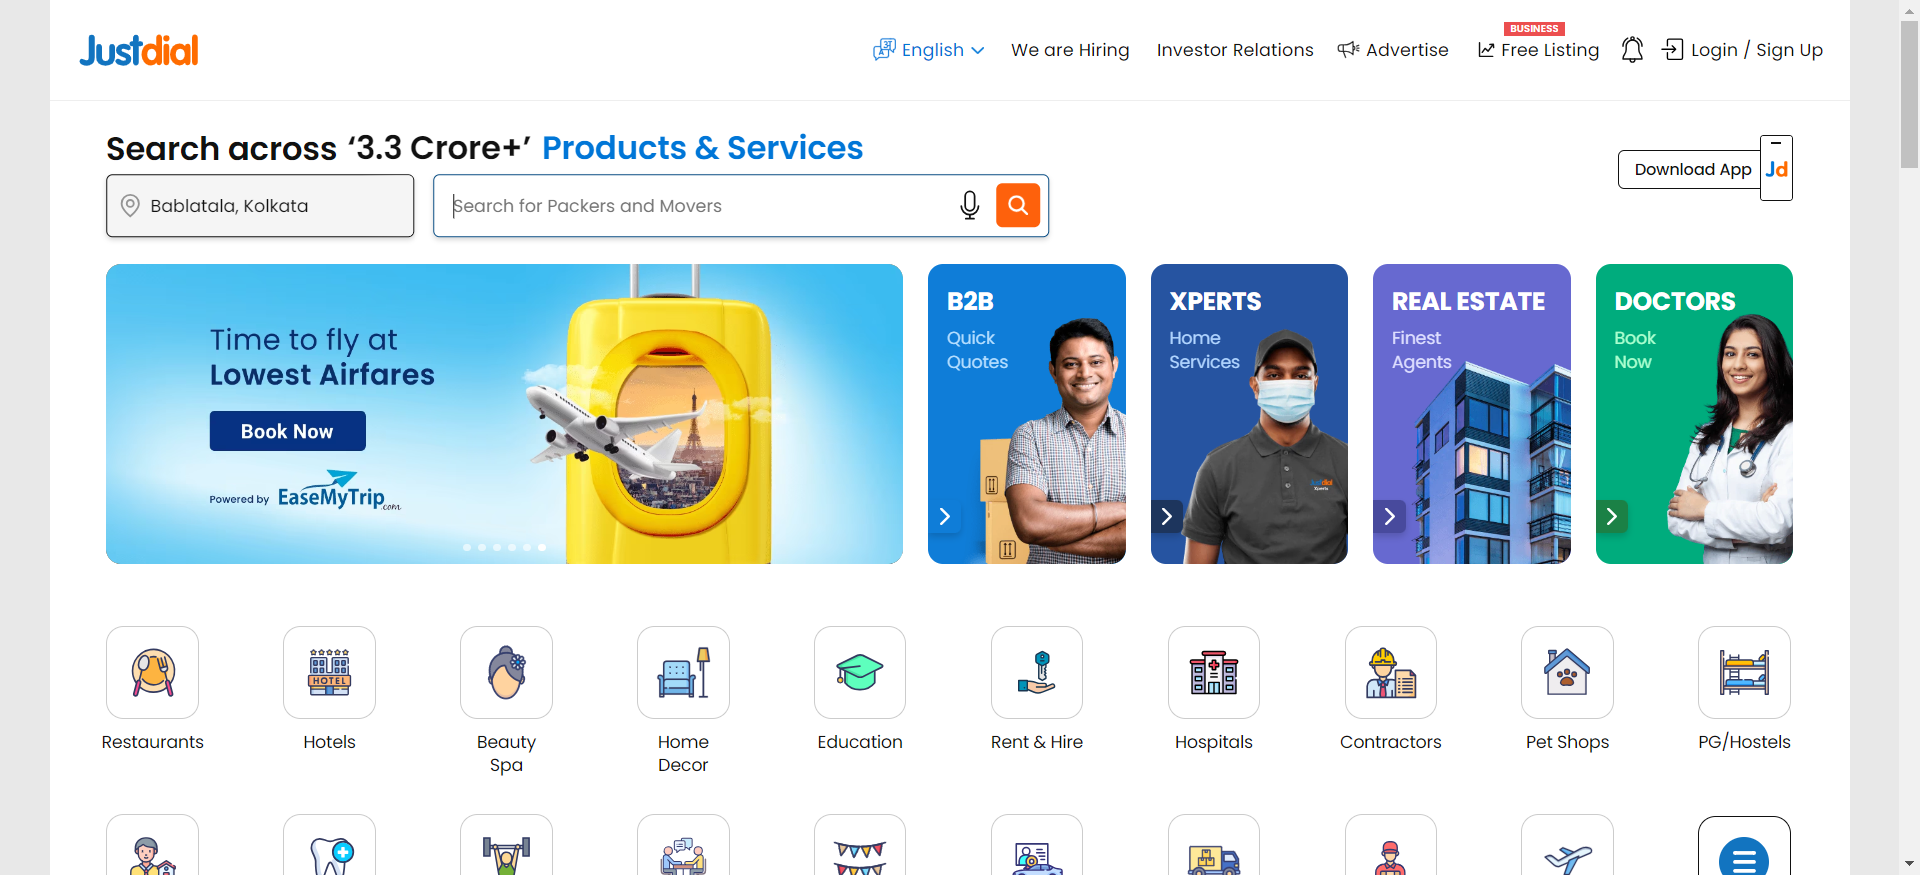 Justdial
English
We are Hiring
Investor Relations
Advertise
BUSINESS
Free Listing
Login / Sign Up
Search across ‘3.3 Crore+’ Products & Services
Bablatala, Kolkata
Search for Packers and Movers
Download App
Jd
Time to fly at
Lowest Airfares
Book Now
Powered by EaseMyTrip.com
B2B
Quick
Quotes
XPERTS
Home
Services
Justdial
Xperts
REAL ESTATE
Finest
Agents
DOCTORS
Book
Now
HOTEL
Restaurants
Hotels
Beauty
Spa
Home
Decor
Education
Rent & Hire
Hospitals
Contractors
Pet Shops
PG/Hostels